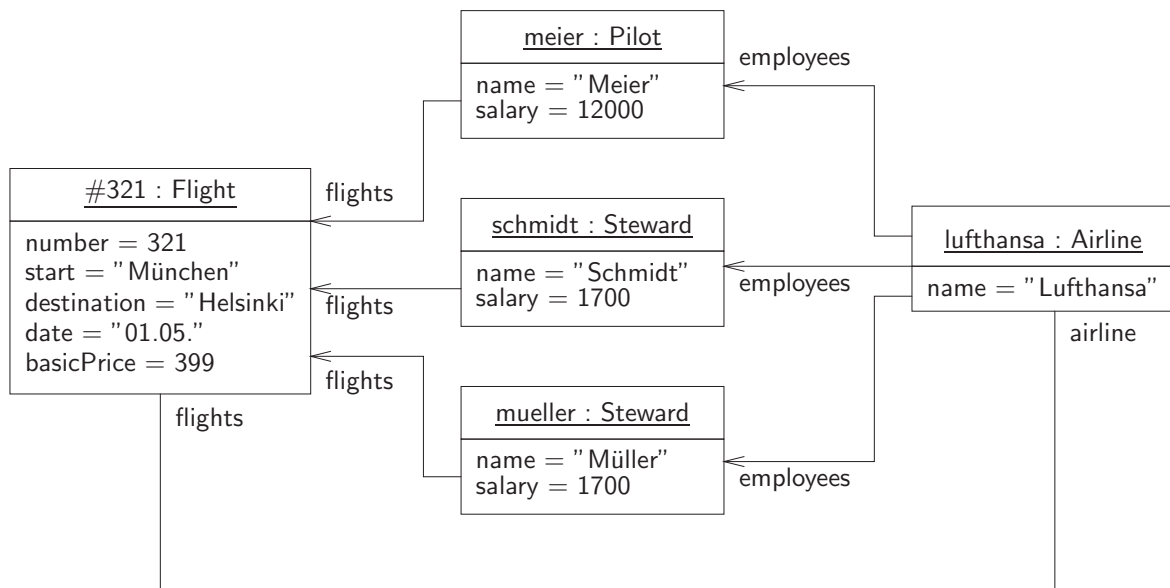 meier : Pilot
name = "Meier"
salary = 12000
employees
#321 : Flight
number = 321
start = "München"
destination = "Helsinki"
date = "01.05."
basicPrice = 399
flights
flights
flights
flights
schmidt : Steward
name = "Schmidt"
salary = 1700
employees
lufthansa : Airline
name = "Lufthansa"
airline
mueller : Steward
name = "Müller"
salary = 1700
employees